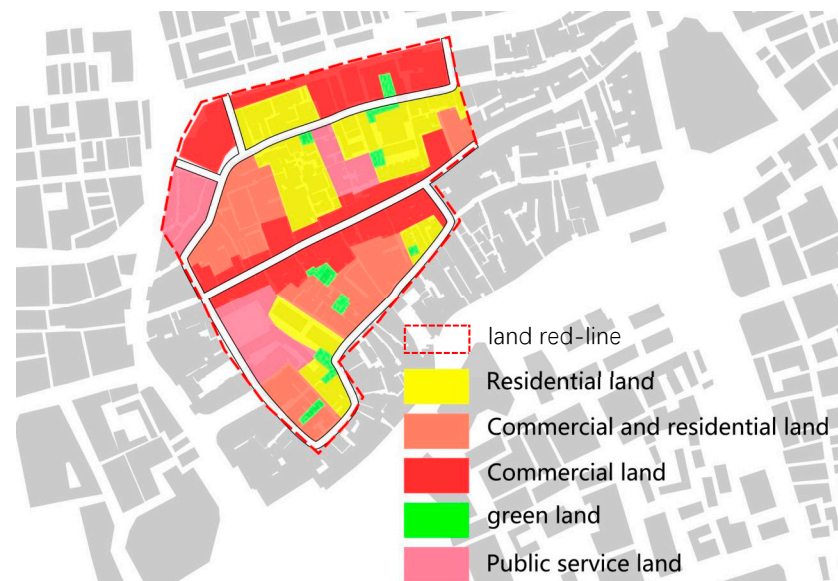 land red-line
Residential land
Commercial and residential land
Commercial land
green land
Public service land